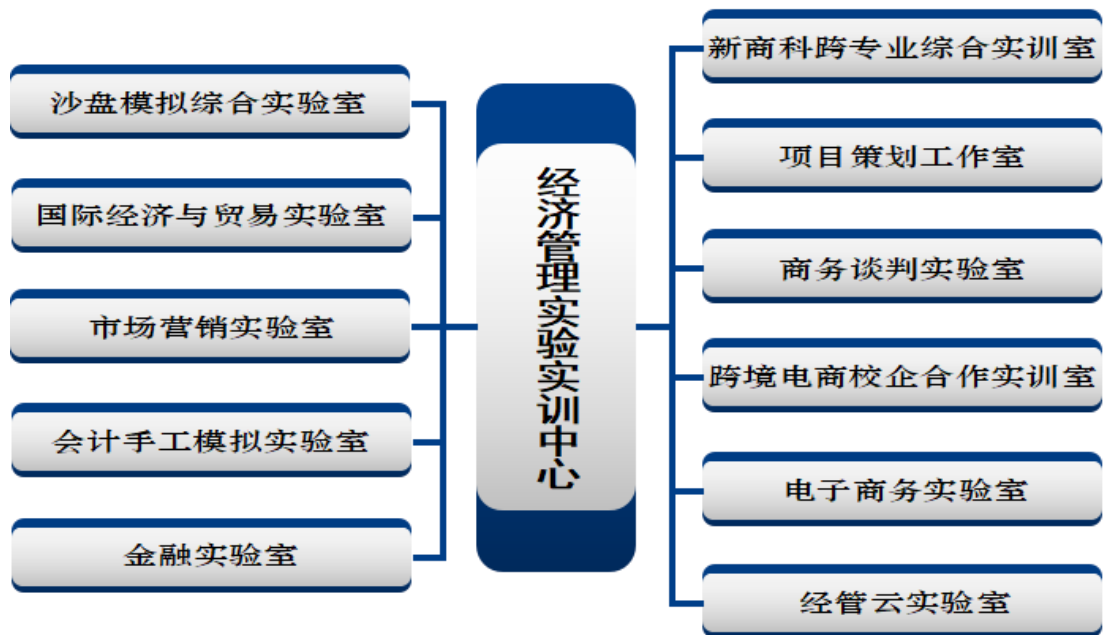 沙盘模拟综合实验室
国际经济与贸易实验室
市场营销实验室
会计手工模拟实验室
金融实验室
经济管理实验实训中心
新商科跨专业综合实训室
项目策划工作室
商务谈判实验室
跨境电商校企合作实训室
电子商务实验室
经管云实验室